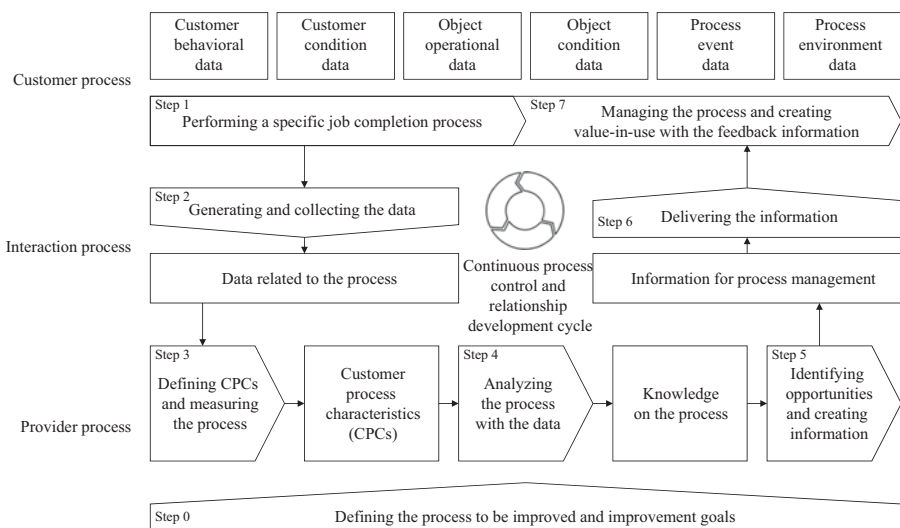 Customer
behavioral
data
Customer
condition
data
Object
operational
data
Object
condition
data
Process
event
data
Process
environment
data
Customer process
Step 1
Performing a specific job completion process
Step 7
Managing the process and creating
value-in-use with the feedback information
Step 2
Generating and collecting the data
Step 6
Delivering the information
Interaction process
Data related to the process
Continuous process
control and
relationship
development cycle
Information for process management
Provider process
Step 3
Defining CPCs
and measuring
the process
Customer
process
characteristics
(CPCs)
Step 4
Analyzing
the process
with the data
Knowledge
on the process
Step 5
Identifying
opportunities
and creating
information
Step 0
Defining the process to be improved and improvement goals